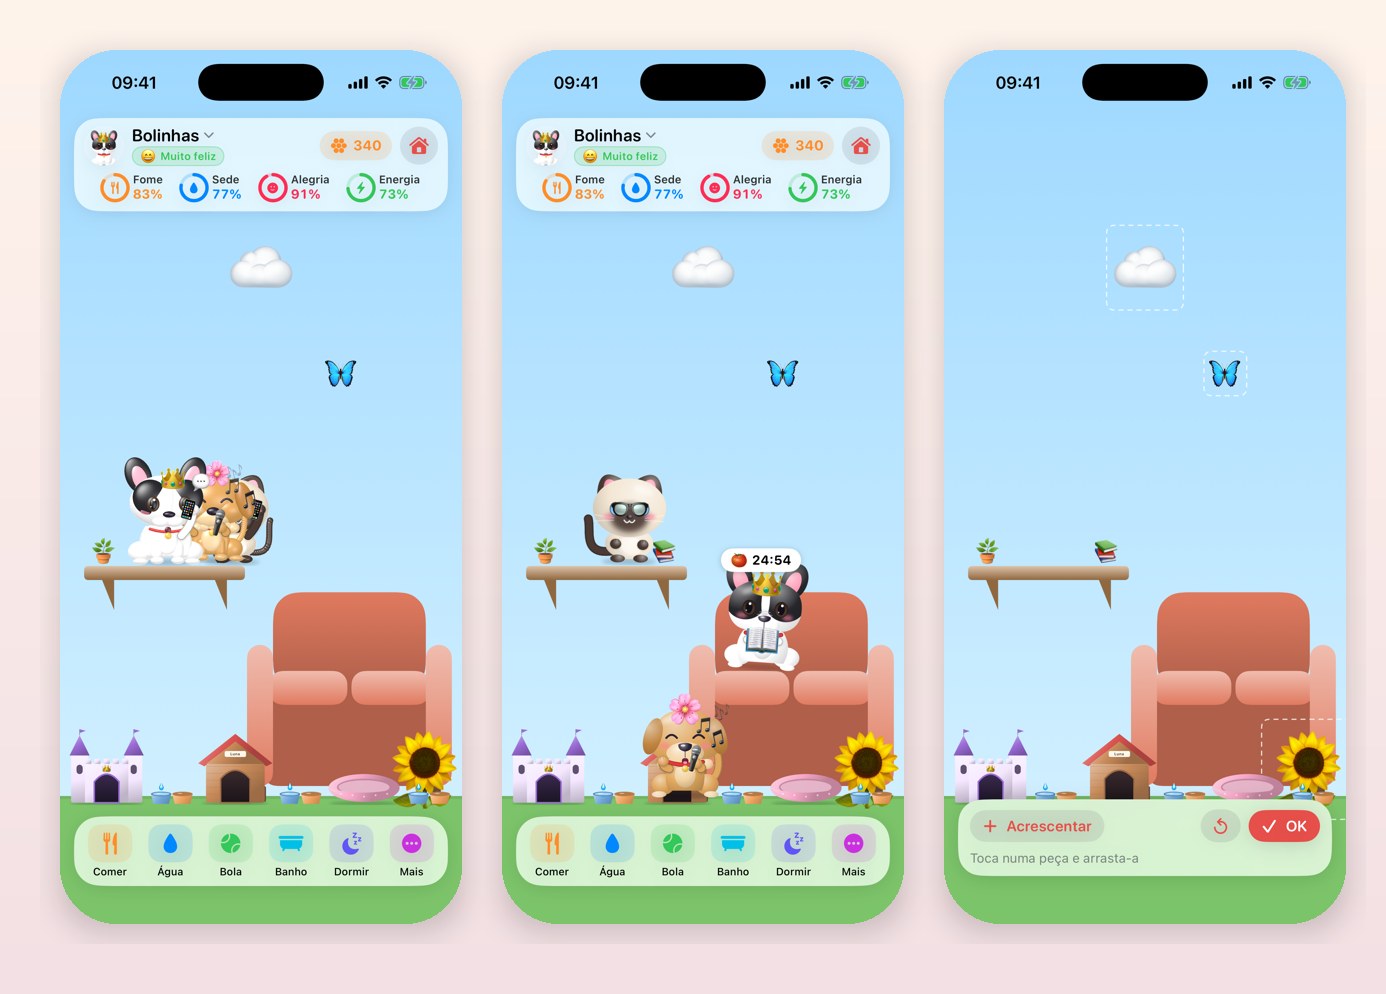 09:41
Bolinhas
340
😄 Muito feliz
Fome
83%
Sede
77%
Alegria
91%
Energia
73%
Luna
Comer
Água
Bola
Banho
Dormir
Mais
09:41
Bolinhas
340
😄 Muito feliz
Fome
83%
Sede
77%
Alegria
91%
Energia
73%
24:54
Comer
Água
Bola
Banho
Dormir
Mais
09:41
Luna
+ Acrescentar
✓ OK
Toca numa peça e arrasta-a